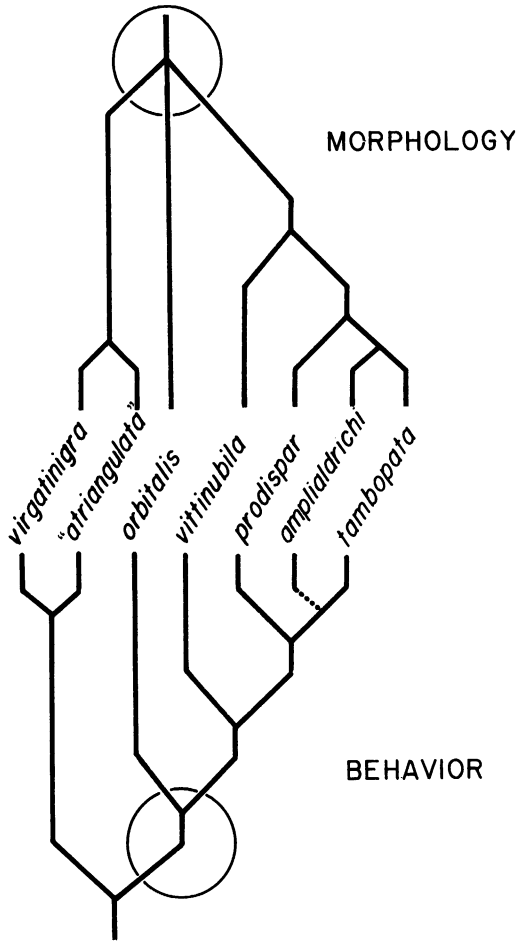 MORPHOLOGY
virgatinigra
"atriangulata"
orbitalis
vittinubila
prodispar
amplialdrichi
tambopata
BEHAVIOR